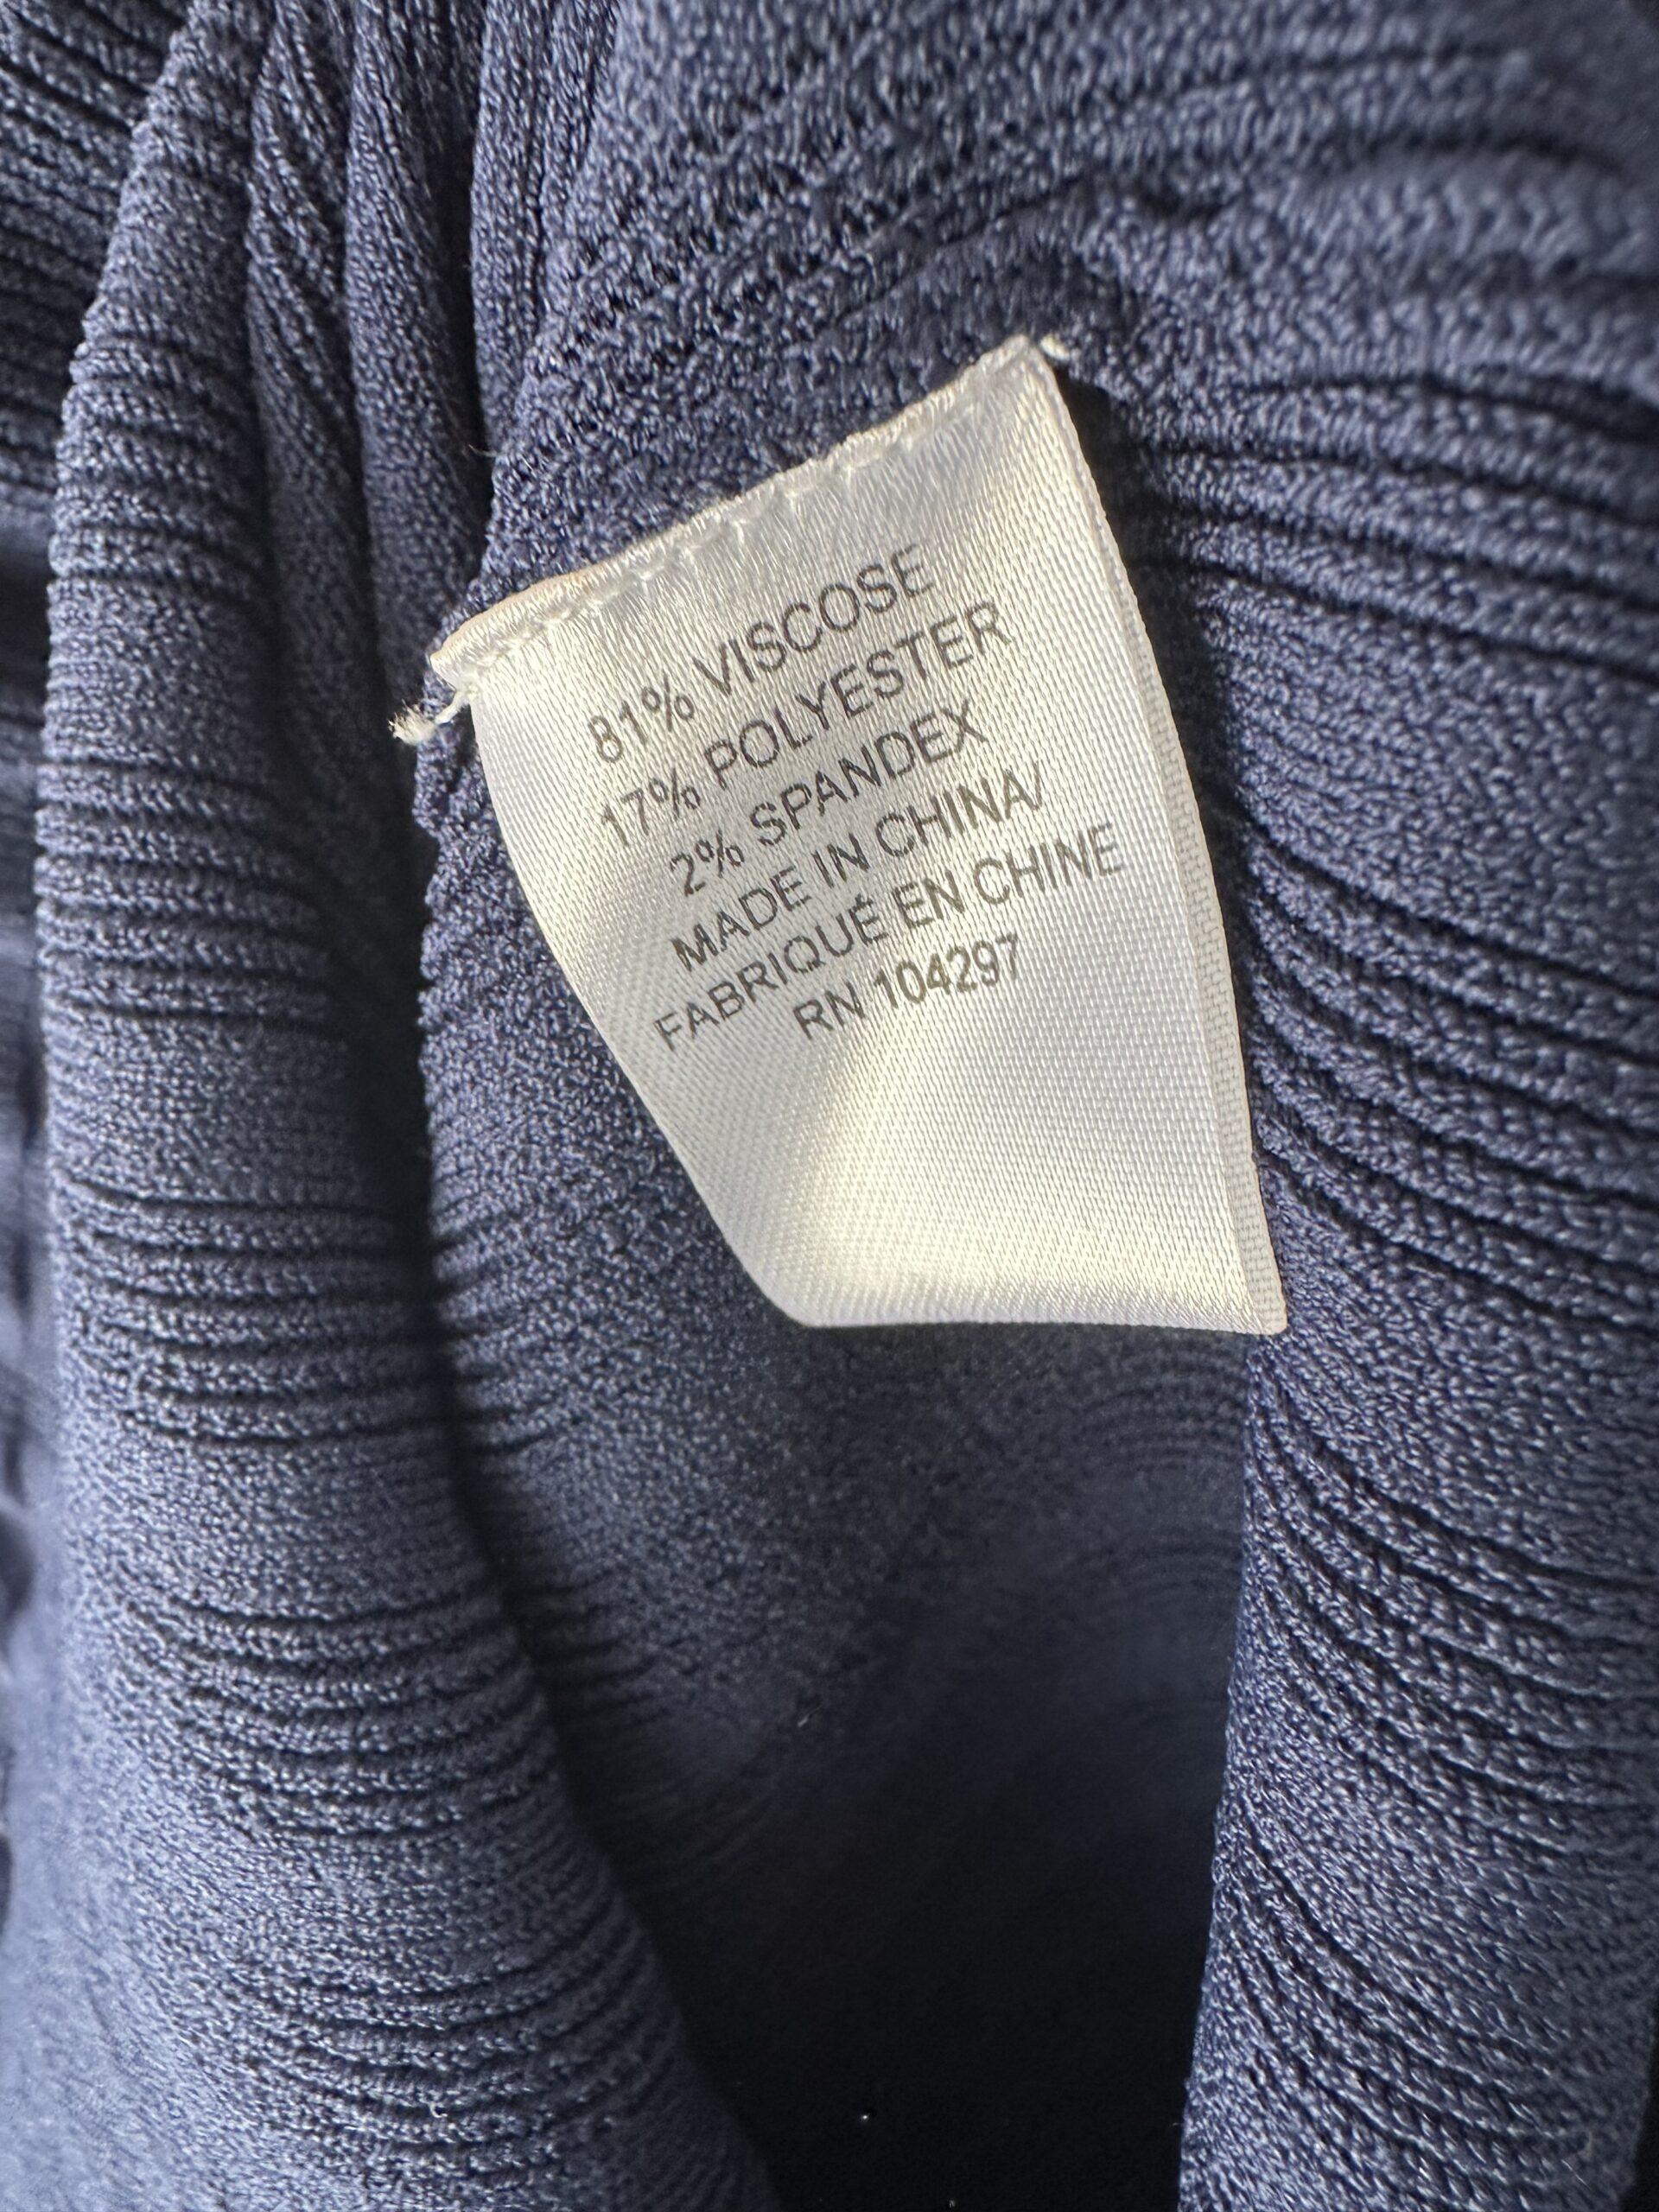 81% VISCOSE
17% POLYESTER
2% SPANDEX
MADE IN CHINA/
FABRIQUÉ EN CHINE
RN 104297